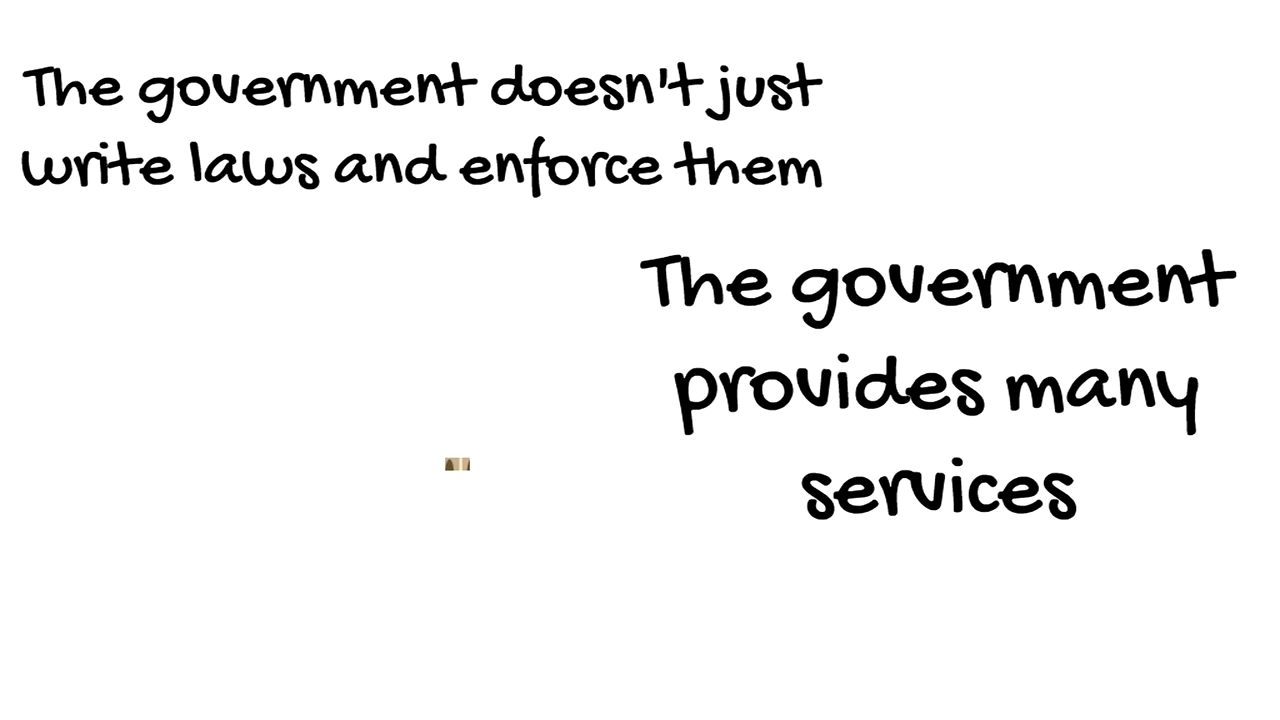 The government doesn't just
write laws and enforce them
The government
provides many
services